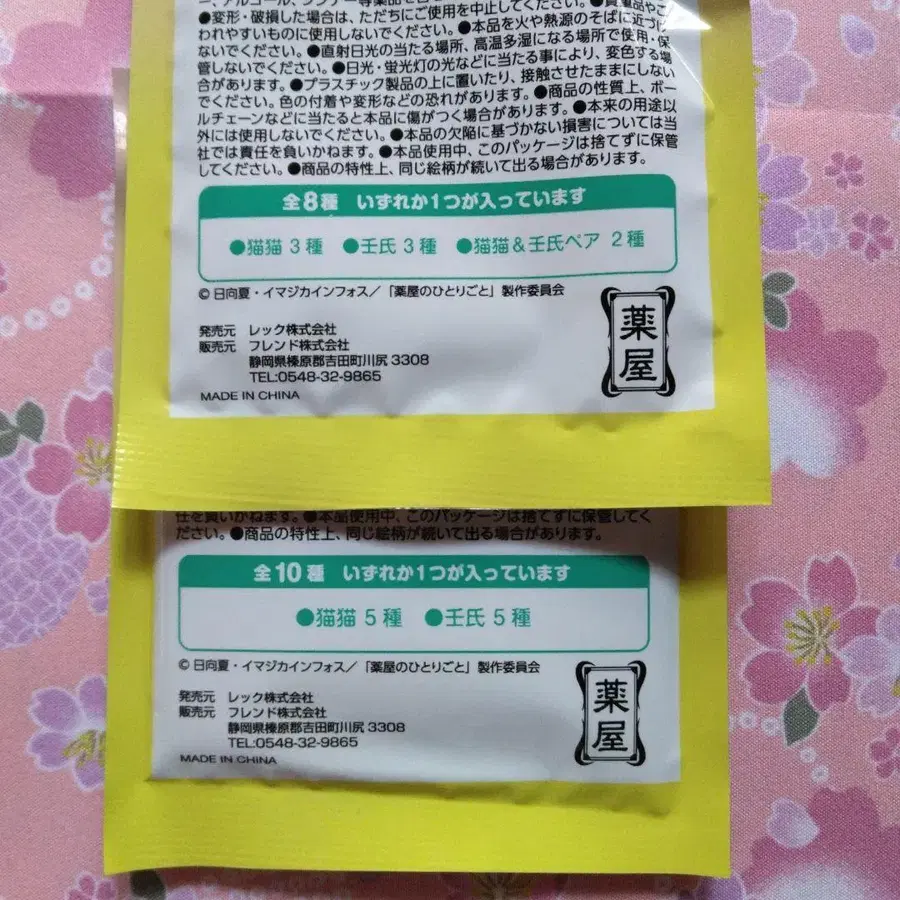 ●変形・破損した場合は、ただちにご使用を中止してください。●貴重品やこ
われやすいものに使用しないでください。●本品を火や熱源のそばに近づけ
ないでください。●直射日光の当たる場所、高温多湿になる場所で使用・保
管しないでください。●日光・蛍光灯の光などに当たる事により、変色する場
合があります。●プラスチック製品の上に置いたり、接触させたままにしない
でください。色の付着や変形などの恐れがあります。●商品の性質上、ボー
ルチェーンなどに当たると本品に傷がつく場合があります。●本来の用途以
外には使用しないでください。●本品の欠陥に基づかない損害については当
社では責任を負いかねます。●本品使用中、このパッケージは捨てずに保管
してください。●商品の特性上、同じ絵柄が続いて出る場合があります。
全8種 いずれか1つが入っています
●猫猫 3 種 ●壬氏 3 種 ●猫猫&壬氏ペア 2 種
© 日向夏・イマジカインフォス/「薬屋のひとりごと」製作委員会
発売元 レック株式会社
販売元 フレンド株式会社
静岡県榛原郡吉田町川尻 3308
TEL:0548-32-9865
MADE IN CHINA
薬屋
任を負いかねます。●本品使用中、このパッケージは捨てずに保管してく
ださい。●商品の特性上、同じ絵柄が続いて出る場合があります。
全10種 いずれか1つが入っています
●猫猫 5 種 ●壬氏 5 種
© 日向夏・イマジカインフォス/「薬屋のひとりごと」製作委員会
発売元 レック株式会社
販売元 フレンド株式会社
静岡県榛原郡吉田町川尻 3308
TEL:0548-32-9865
MADE IN CHINA
薬屋